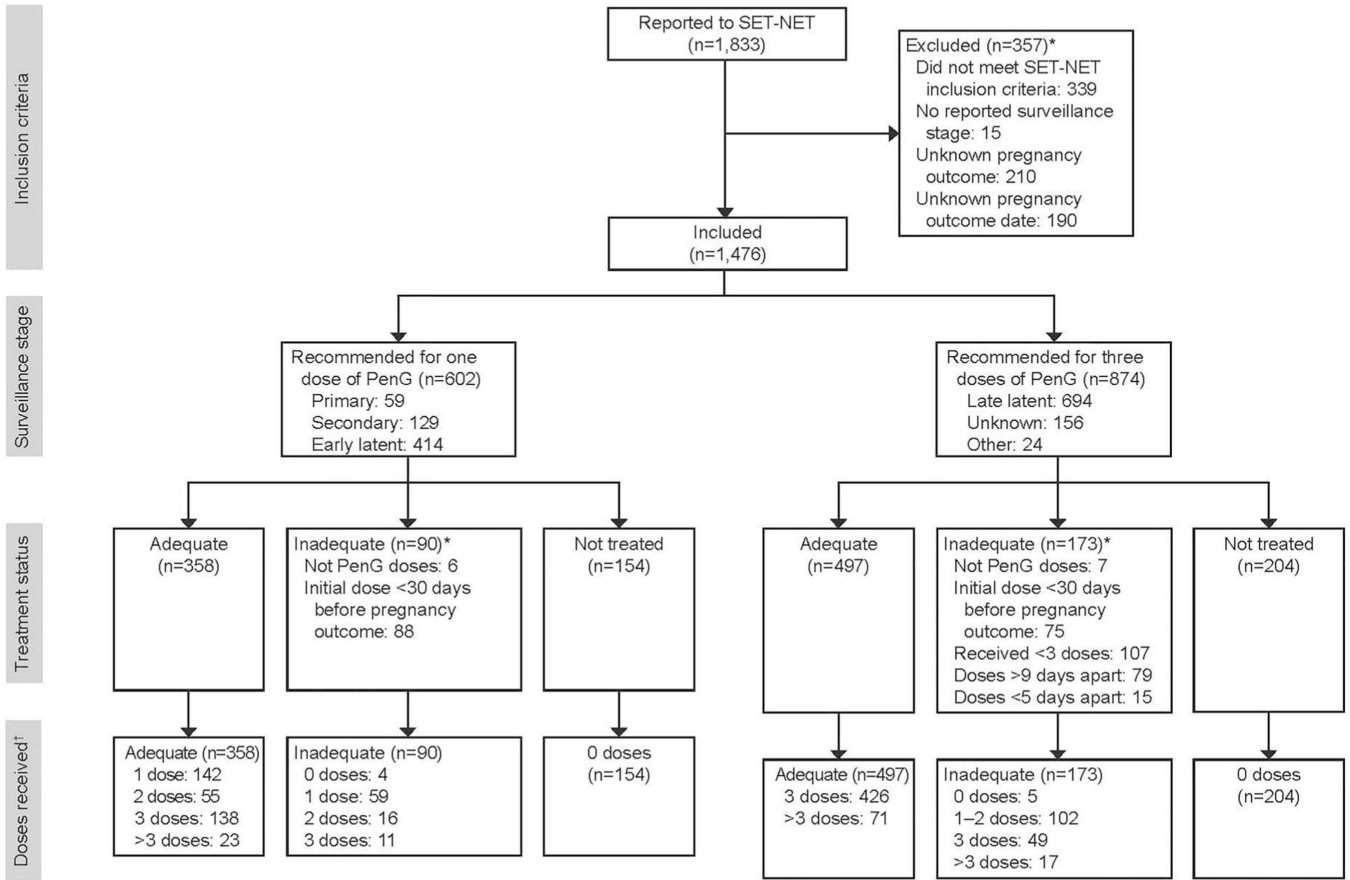 Inclusion criteria
Reported to SET-NET
(n=1,833)
Excluded (n=357)*
Did not meet SET-NET
inclusion criteria: 339
No reported surveillance
stage: 15
Unknown pregnancy
outcome: 210
Unknown pregnancy
outcome date: 190
Included
(n=1,476)
Surveillance stage
Recommended for one
dose of PenG (n=602)
Primary: 59
Secondary: 129
Early latent: 414
Recommended for three
doses of PenG (n=874)
Late latent: 694
Unknown: 156
Other: 24
Treatment status
Adequate
(n=358)
Inadequate (n=90)*
Not PenG doses: 6
Initial dose <30 days
before pregnancy
outcome: 88
Not treated
(n=154)
Adequate
(n=497)
Inadequate (n=173)*
Not PenG doses: 7
Initial dose <30 days
before pregnancy
outcome: 75
Received <3 doses: 107
Doses >9 days apart: 79
Doses <5 days apart: 15
Not treated
(n=204)
Doses received†
Adequate (n=358)
1 dose: 142
2 doses: 55
3 doses: 138
>3 doses: 23
Inadequate (n=90)
0 doses: 4
1 dose: 59
2 doses: 16
3 doses: 11
0 doses
(n=154)
Adequate (n=497)
3 doses: 426
>3 doses: 71
Inadequate (n=173)
0 doses: 5
1–2 doses: 102
3 doses: 49
>3 doses: 17
0 doses
(n=204)